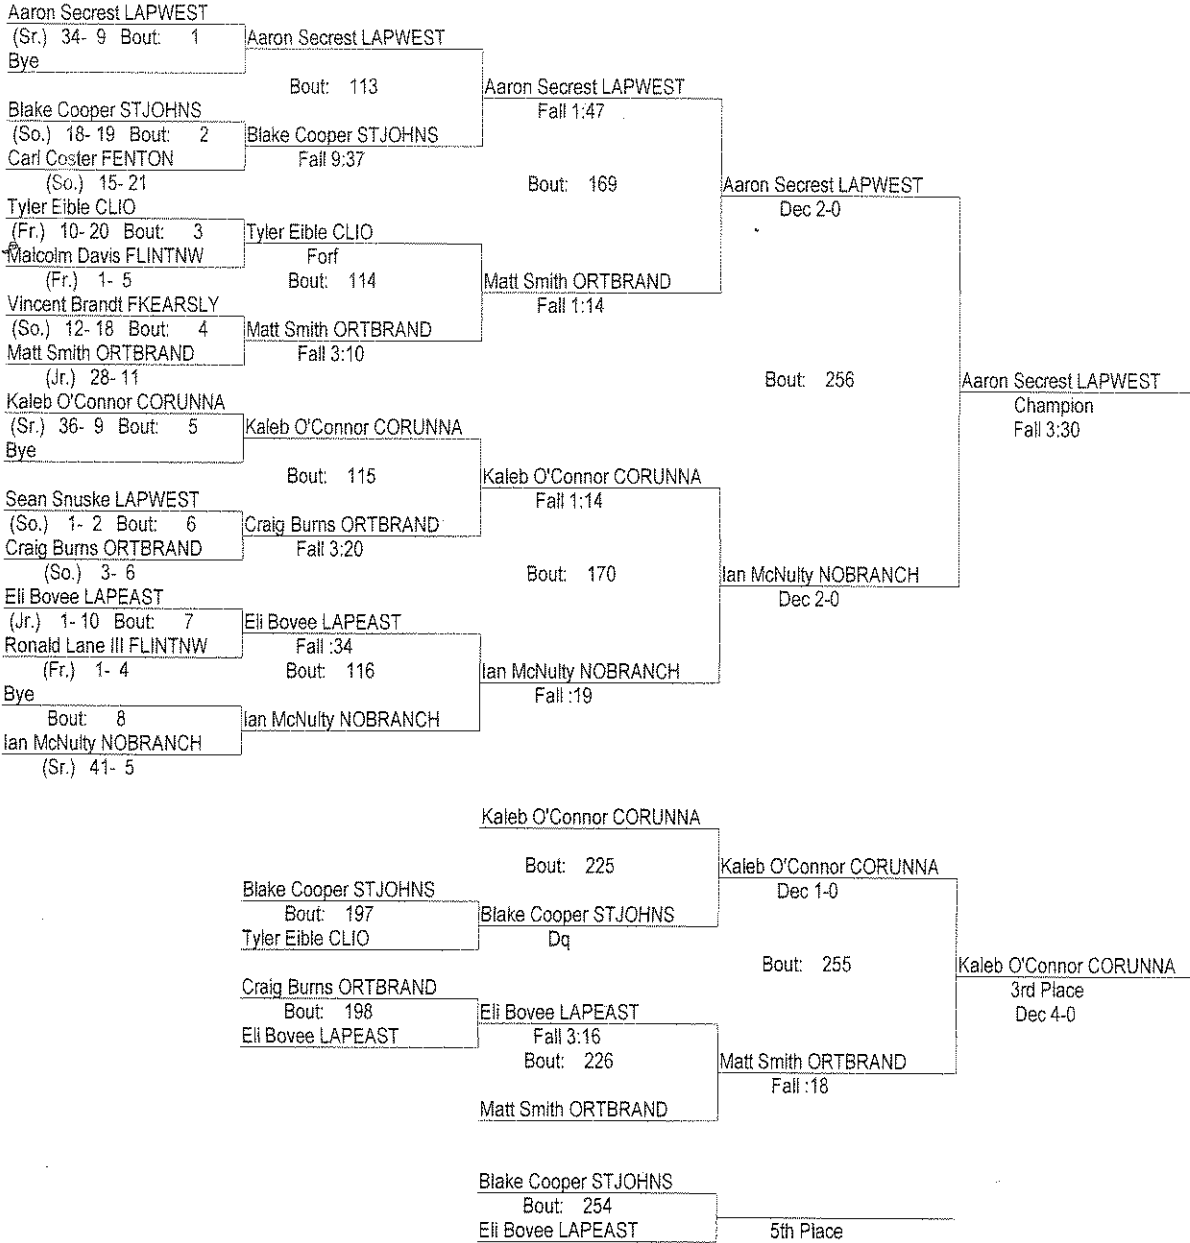 Aaron Secrest LAPWEST
(Sr.) 34- 9 Bout: 1
Bye
Aaron Secrest LAPWEST
Bout: 113
Blake Cooper STJOHNS
(So.) 18- 19 Bout: 2
Carl Coster FENTON
(So.) 15- 21
Blake Cooper STJOHNS
Fall 9:37
Aaron Secrest LAPWEST
Fall 1:47
Bout: 169
Tyler Eible CLIO
(Fr.) 10- 20 Bout: 3
Malcolm Davis FLINTNW
(Fr.) 1- 5
Tyler Eible CLIO
Forf
Bout: 114
Vincent Brandt FKEARSLY
(So.) 12- 18 Bout: 4
Matt Smith ORTBRAND
(Jr.) 28- 11
Matt Smith ORTBRAND
Fall 3:10
Matt Smith ORTBRAND
Fall 1:14
Aaron Secrest LAPWEST
Dec 2-0
Bout: 256
Aaron Secrest LAPWEST
Champion
Fall 3:30
Kaleb O'Connor CORUNNA
(Sr.) 36- 9 Bout: 5
Bye
Kaleb O'Connor CORUNNA
Bout: 115
Sean Snuske LAPWEST
(So.) 1- 2 Bout: 6
Craig Burns ORTBRAND
(So.) 3- 6
Craig Burns ORTBRAND
Fall 3:20
Kaleb O'Connor CORUNNA
Fall 1:14
Bout: 170
Eli Bovee LAPEAST
(Jr.) 1- 10 Bout: 7
Ronald Lane III FLINTNW
(Fr.) 1- 4
Eli Bovee LAPEAST
Fall :34
Bout: 116
Bye
Bout: 8
Ian McNulty NOBRANCH
(Sr.) 41- 5
Ian McNulty NOBRANCH
Ian McNulty NOBRANCH
Fall :19
Ian McNulty NOBRANCH
Dec 2-0
Kaleb O'Connor CORUNNA
Bout: 225
Blake Cooper STJOHNS
Bout: 197
Tyler Eible CLIO
Blake Cooper STJOHNS
Dq
Kaleb O'Connor CORUNNA
Dec 1-0
Bout: 255
Kaleb O'Connor CORUNNA
3rd Place
Dec 4-0
Craig Burns ORTBRAND
Bout: 198
Eli Bovee LAPEAST
Eli Bovee LAPEAST
Fall 3:16
Bout: 226
Matt Smith ORTBRAND
Matt Smith ORTBRAND
Fall :18
Blake Cooper STJOHNS
Bout: 254
Eli Bovee LAPEAST
5th Place